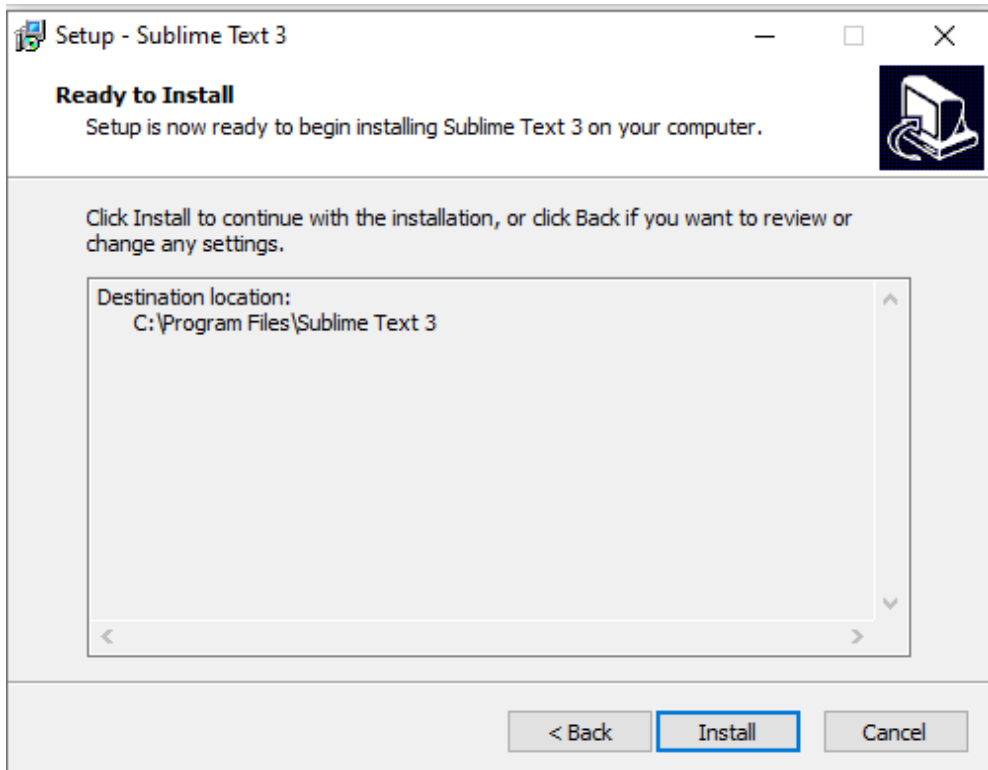 Setup - Sublime Text 3
Ready to Install
Setup is now ready to begin installing Sublime Text 3 on your computer.
Click Install to continue with the installation, or click Back if you want to review or
change any settings.
Destination location:
C:\Program Files\Sublime Text 3
< Back Install Cancel